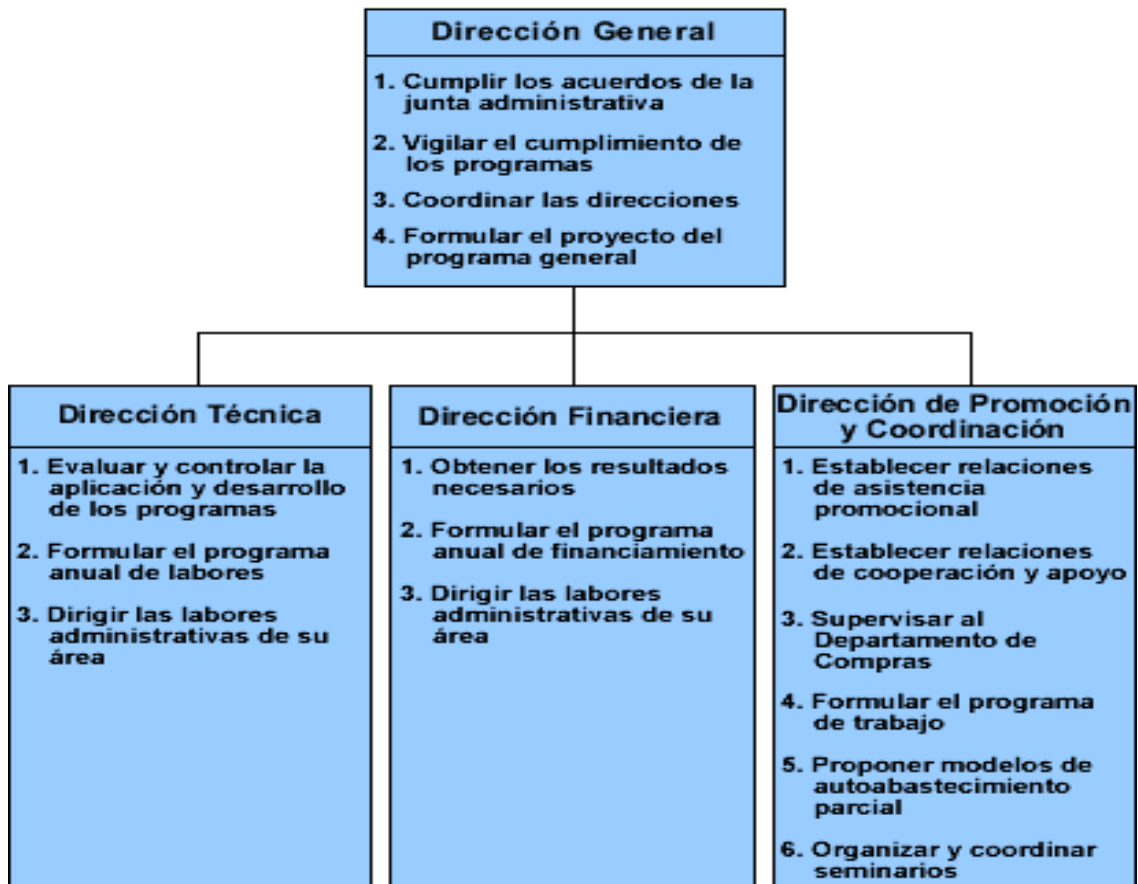 Dirección General
1. Cumplir los acuerdos de la
junta administrativa
2. Vigilar el cumplimiento de
los programas
3. Coordinar las direcciones
4. Formular el proyecto del
programa general
Dirección Técnica
1. Evaluar y controlar la
aplicación y desarrollo
de los programas
2. Formular el programa
anual de labores
3. Dirigir las labores
administrativas de su
área
Dirección Financiera
1. Obtener los resultados
necesarios
2. Formular el programa
anual de financiamiento
3. Dirigir las labores
administrativas de su
área
Dirección de Promoción
y Coordinación
1. Establecer relaciones
de asistencia
promocional
2. Establecer relaciones
de cooperación y apoyo
3. Supervisar al
Departamento de
Compras
4. Formular el programa
de trabajo
5. Proponer modelos de
autoabastecimiento
parcial
6. Organizar y coordinar
seminarios